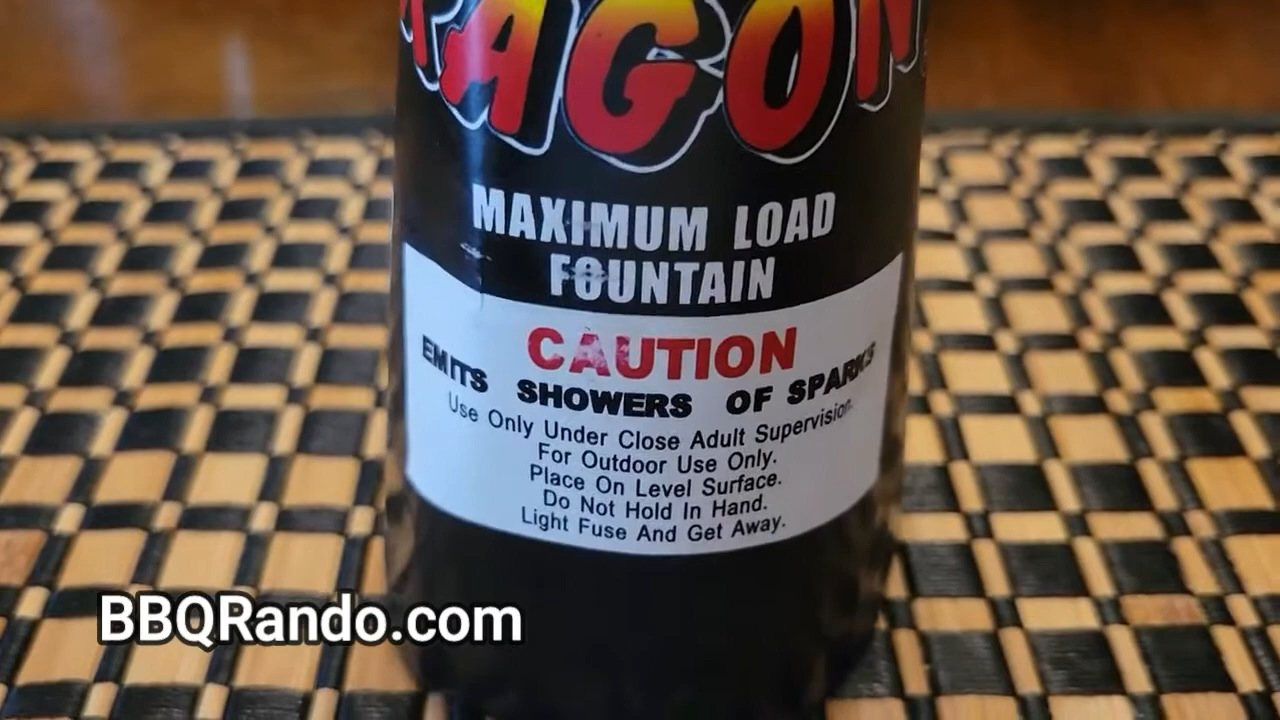 RAGON
MAXIMUM LOAD
FOUNTAIN
CAUTION
EMITS SHOWERS OF SPARKS
Use Only Under Close Adult Supervision.
For Outdoor Use Only.
Place On Level Surface.
Do Not Hold In Hand.
Light Fuse And Get Away.
BBQRando.com